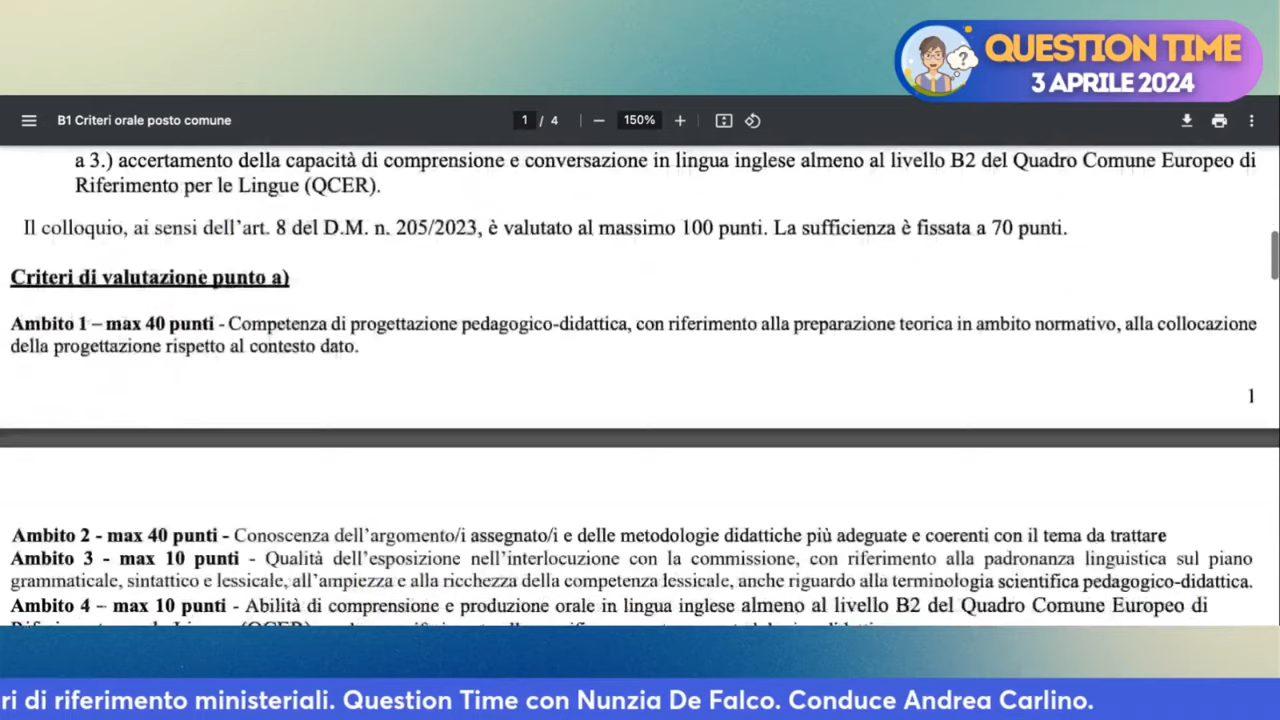 QUESTION TIME
3 APRILE 2024
?
B1 Criteri orale posto comune
1 / 4
150%
a 3.) accertamento della capacità di comprensione e conversazione in lingua inglese almeno al livello B2 del Quadro Comune Europeo di
Riferimento per le Lingue (QCER).
Il colloquio, ai sensi dell’art. 8 del D.M. n. 205/2023, è valutato al massimo 100 punti. La sufficienza è fissata a 70 punti.
Criteri di valutazione punto a)
Ambito 1 – max 40 punti - Competenza di progettazione pedagogico-didattica, con riferimento alla preparazione teorica in ambito normativo, alla collocazione
della progettazione rispetto al contesto dato.
1
Ambito 2 - max 40 punti - Conoscenza dell’argomento/i assegnato/i e delle metodologie didattiche più adeguate e coerenti con il tema da trattare
Ambito 3 - max 10 punti - Qualità dell’esposizione nell’interlocuzione con la commissione, con riferimento alla padronanza linguistica sul piano
grammaticale, sintattico e lessicale, all’ampiezza e alla ricchezza della competenza lessicale, anche riguardo alla terminologia scientifica pedagogico-didattica.
Ambito 4 – max 10 punti - Abilità di comprensione e produzione orale in lingua inglese almeno al livello B2 del Quadro Comune Europeo di
ri di riferimento ministeriali. Question Time con Nunzia De Falco. Conduce Andrea Carlino.